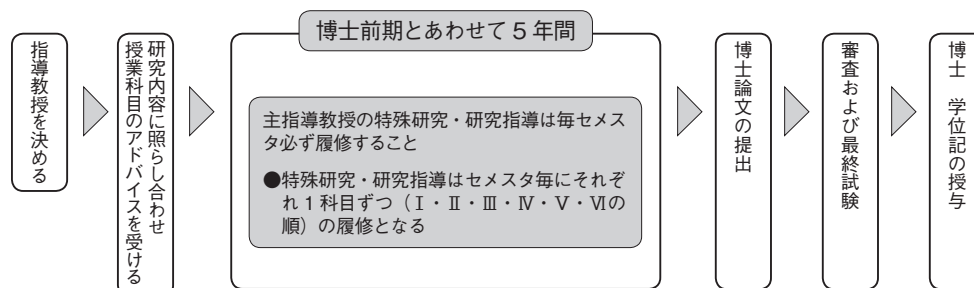 指導教授を決める
研究内容に照らし合わせ
授業科目のアドバイスを受ける
博士前期とあわせて5年間
主指導教授の特殊研究・研究指導は毎セメス
タ必ず履修すること
●特殊研究・研究指導はセメスタ毎にそれぞ
れ1科目ずつ（Ⅰ・Ⅱ・Ⅲ・Ⅳ・Ⅴ・Ⅵの
順）の履修となる
博士論文の提出
審査および最終試験
博士　学位記の授与